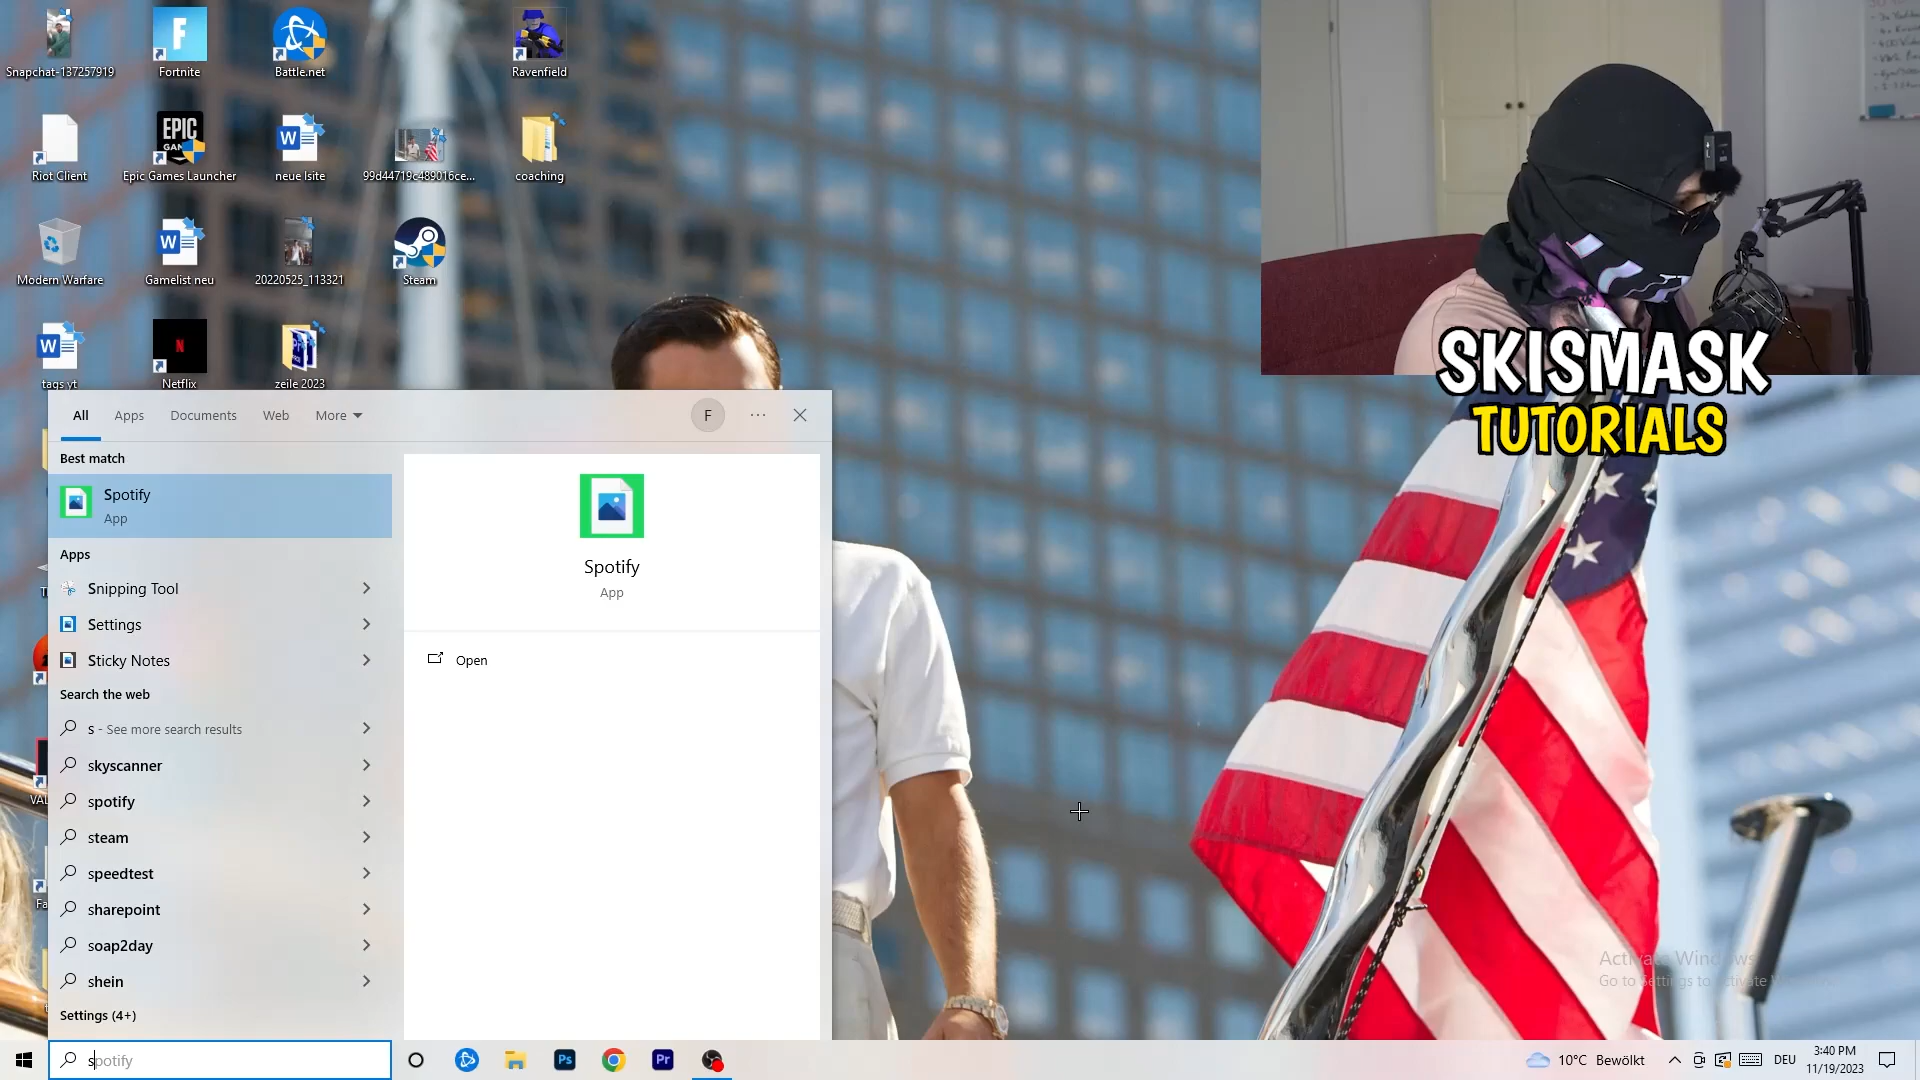 Snapchat-137257919
Fortnite
Battle.net
Ravenfield
Riot Client
EPIC
Epic Games Launcher
neue lsite
99d44719c489016ce...
coaching
Modern Warfare
Gamelist neu
20220525_113321
Steam
tags yt
Netflix
zeile 2023
SKISMASK
TUTORIALS
All
Apps
Documents
Web
More
F
Best match
Spotify
App
Apps
Snipping Tool
Settings
Sticky Notes
Search the web
s - See more search results
skyscanner
spotify
steam
speedtest
sharepoint
soap2day
shein
Settings (4+)
Spotify
App
Open
Activate Windows
Go to Settings to activate
spotify
Ps
Pr
10°C Bewölkt
DEU
3:40 PM
11/19/2023